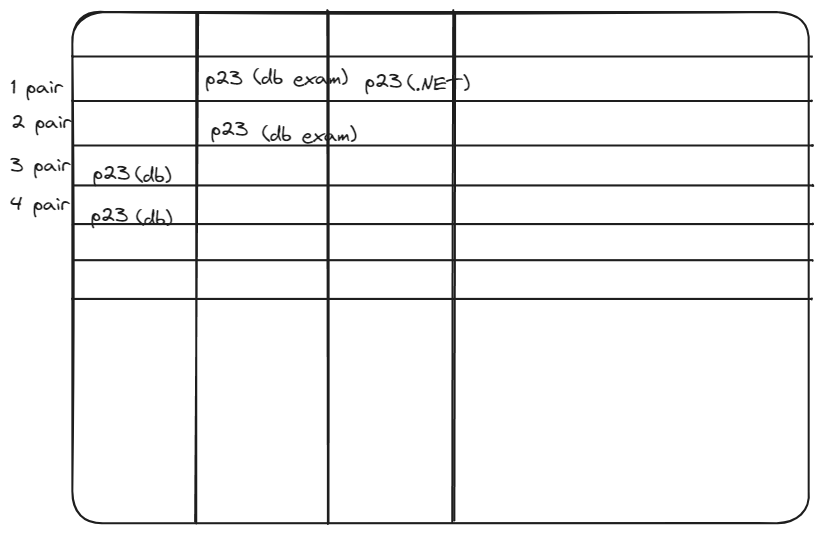 1 pair p23 (db exam) p23 (.NET)
2 pair p23 (db exam)
3 pair p23 (db)
4 pair p23 (db)